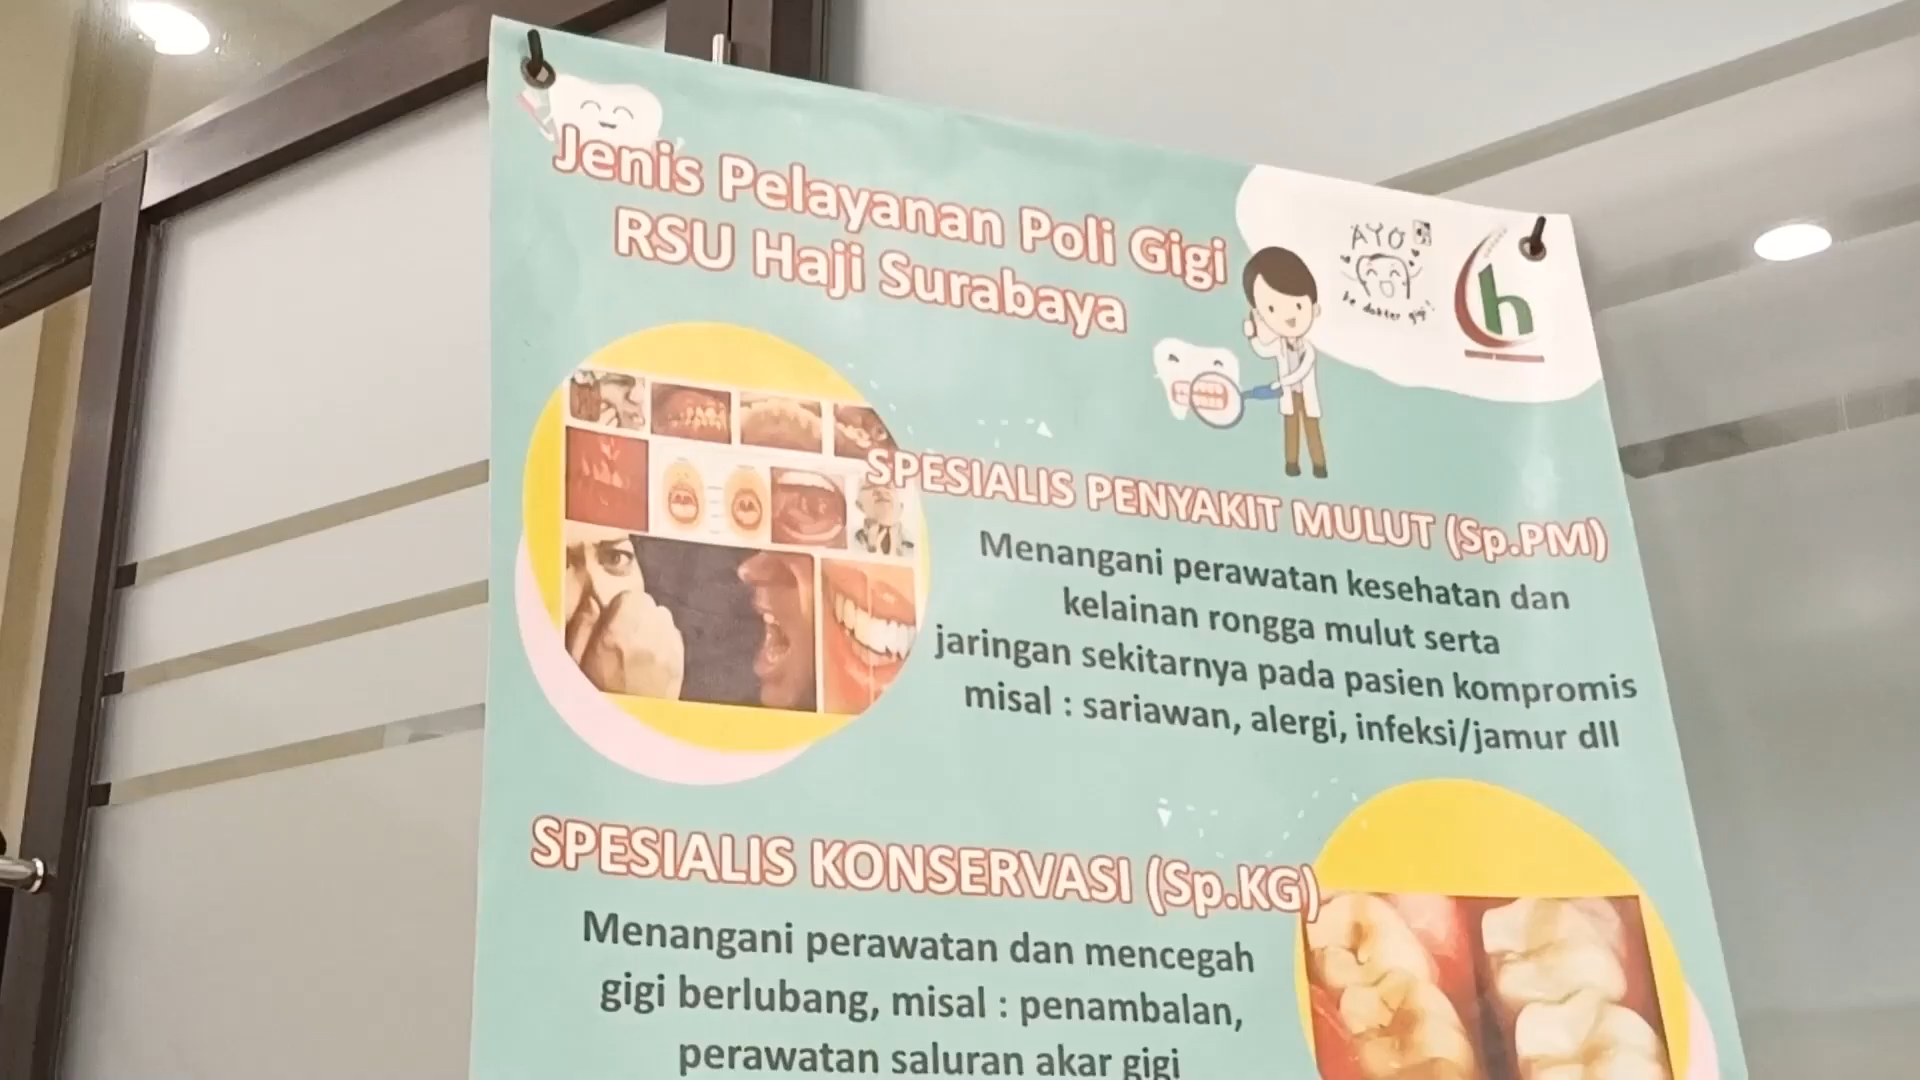 Jenis Pelayanan Poli Gigi
RSU Haji Surabaya
AYO
ke dokter gigi!
h
SPESIALIS PENYAKIT MULUT (Sp.PM)
Menangani perawatan kesehatan dan
kelainan rongga mulut serta
jaringan sekitarnya pada pasien kompromis
misal : sariawan, alergi, infeksi/jamur dll
SPESIALIS KONSERVASI (Sp.KG)
Menangani perawatan dan mencegah
gigi berlubang, misal : penambalan,
perawatan saluran akar gigi